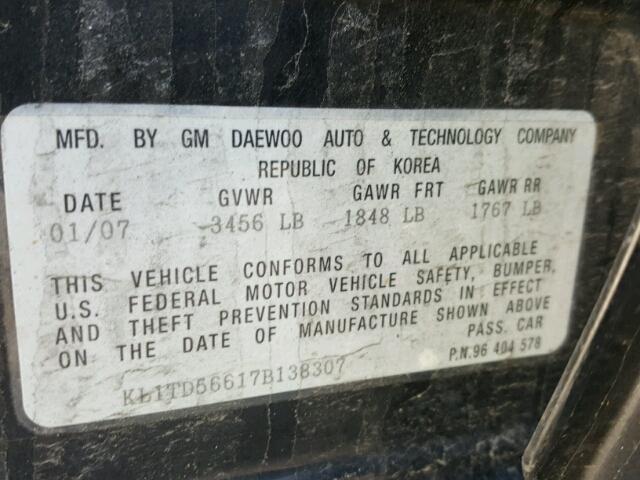 MFD. BY GM DAEWOO AUTO & TECHNOLOGY COMPANY
REPUBLIC OF KOREA
DATE GVWR GAWR FRT GAWR RR
01/07 3456 LB 1848 LB 1767 LB
THIS VEHICLE CONFORMS TO ALL APPLICABLE
U.S. FEDERAL MOTOR VEHICLE SAFETY, BUMPER,
AND THEFT PREVENTION STANDARDS IN EFFECT
ON THE DATE OF MANUFACTURE SHOWN ABOVE
PASS. CAR
KL1TD56617B138307 P.N.96 404 578